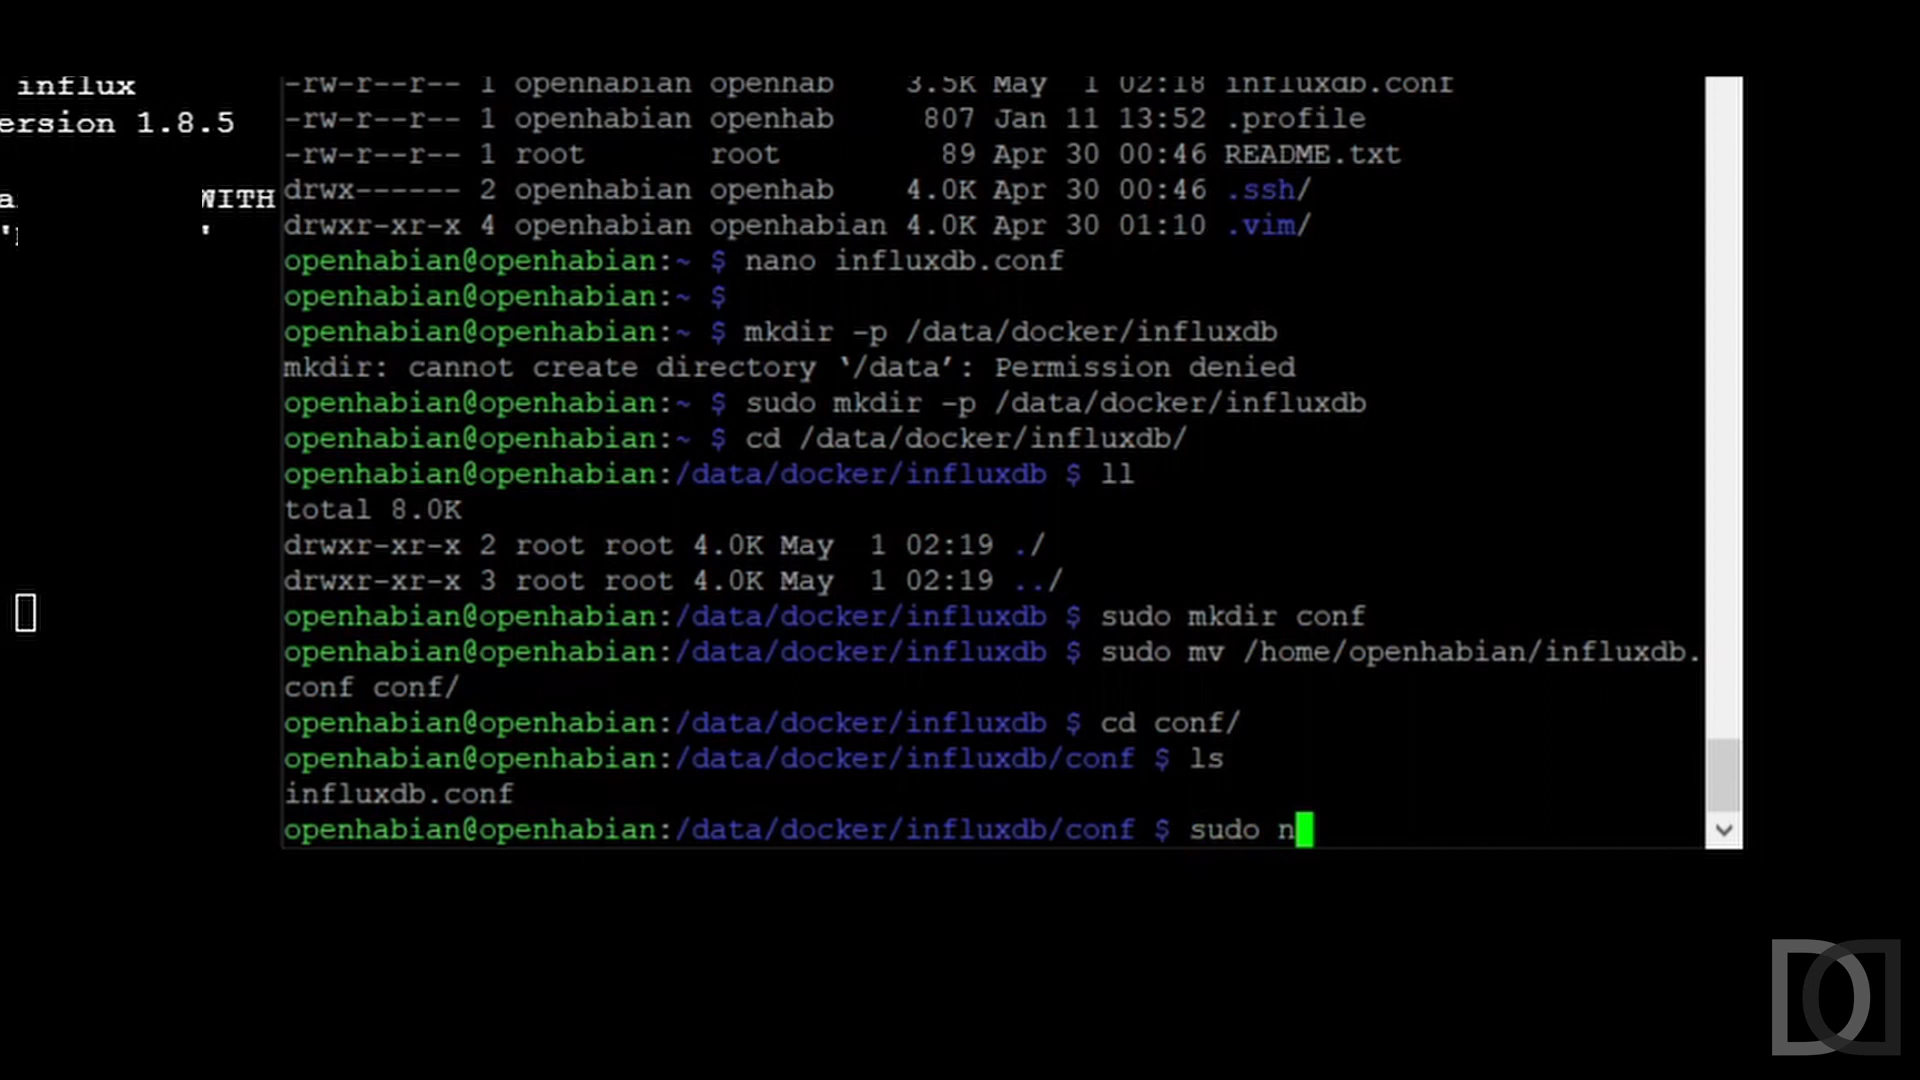 influx
ersion 1.8.5
WITH
-rw-r--r-- 1 openhabian openhab 3.5K May 1 02:18 influxdb.conf
-rw-r--r-- 1 openhabian openhab 807 Jan 11 13:52 .profile
-rw-r--r-- 1 root root 89 Apr 30 00:46 README.txt
drwx------ 2 openhabian openhab 4.0K Apr 30 00:46 .ssh/
drwxr-xr-x 4 openhabian openhabian 4.0K Apr 30 01:10 .vim/
openhabian@openhabian:~ $ nano influxdb.conf
openhabian@openhabian:~ $
openhabian@openhabian:~ $ mkdir -p /data/docker/influxdb
mkdir: cannot create directory ‘/data’: Permission denied
openhabian@openhabian:~ $ sudo mkdir -p /data/docker/influxdb
openhabian@openhabian:~ $ cd /data/docker/influxdb/
openhabian@openhabian:/data/docker/influxdb $ ll
total 8.0K
drwxr-xr-x 2 root root 4.0K May 1 02:19 ./
drwxr-xr-x 3 root root 4.0K May 1 02:19 ../
openhabian@openhabian:/data/docker/influxdb $ sudo mkdir conf
openhabian@openhabian:/data/docker/influxdb $ sudo mv /home/openhabian/influxdb.
conf conf/
openhabian@openhabian:/data/docker/influxdb $ cd conf/
openhabian@openhabian:/data/docker/influxdb/conf $ ls
influxdb.conf
openhabian@openhabian:/data/docker/influxdb/conf $ sudo n